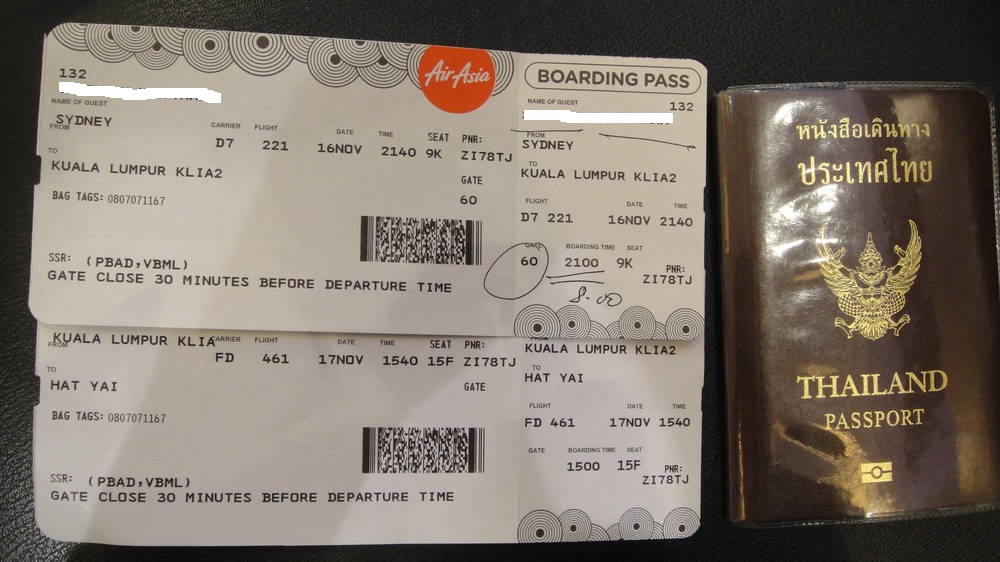 132
NAME OF GUEST
SYDNEY
FROM
CARRIER FLIGHT DATE TIME SEAT PNR:
D7 221 16NOV 2140 9K ZI78TJ
TO
KUALA LUMPUR KLIA2
GATE
60
BAG TAGS: 0807071167
SSR: (PBAD,VBML)
GATE CLOSE 30 MINUTES BEFORE DEPARTURE TIME
AirAsia
BOARDING PASS
NAME OF GUEST 132
FROM
SYDNEY
TO
KUALA LUMPUR KLIA2
FLIGHT DATE TIME
D7 221 16NOV 2140
GATE BOARDING TIME SEAT
60 2100 9K
PNR:
ZI78TJ
8.00
KUALA LUMPUR KLIA
FROM
CARRIER FLIGHT DATE TIME SEAT PNR:
FD 461 17NOV 1540 15F ZI78TJ
TO
HAT YAI
GATE
BAG TAGS: 0807071167
SSR: (PBAD,VBML)
GATE CLOSE 30 MINUTES BEFORE DEPARTURE TIME
KUALA LUMPUR KLIA2
TO
HAT YAI
FLIGHT DATE TIME
FD 461 17NOV 1540
GATE BOARDING TIME SEAT
1500 15F
PNR:
ZI78TJ
หนังสือเดินทาง
ประเทศไทย
THAILAND
PASSPORT